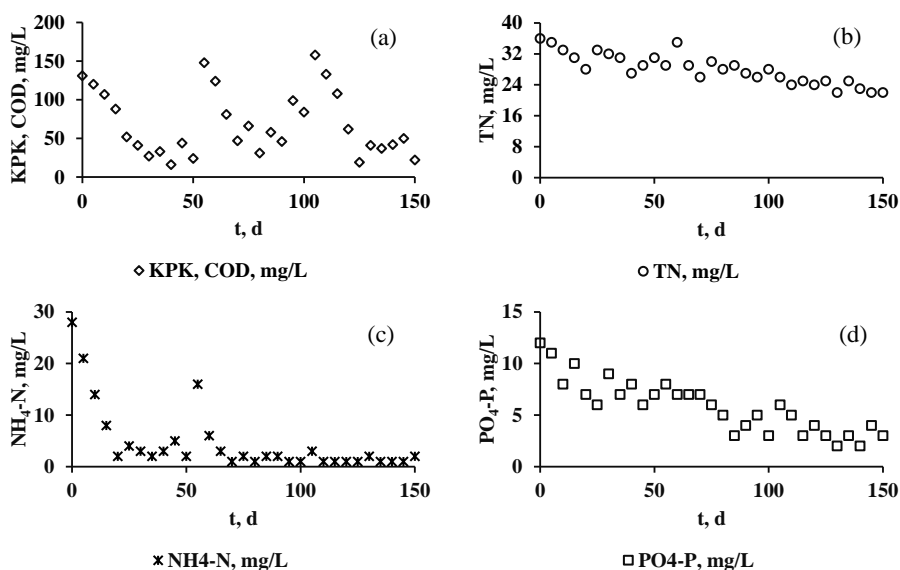 (a)
KPK, COD, mg/L
200
150
100
50
0
0 50 100 150
t, d
◇ KPK, COD, mg/L
(b)
TN, mg/L
40
32
24
16
8
0
0 50 100 150
t, d
○ TN, mg/L
(c)
NH₄-N, mg/L
30
20
10
0
0 50 100 150
t, d
NH4-N, mg/L
(d)
PO₄-P, mg/L
15
10
5
0
0 50 100 150
t, d
□ PO4-P, mg/L